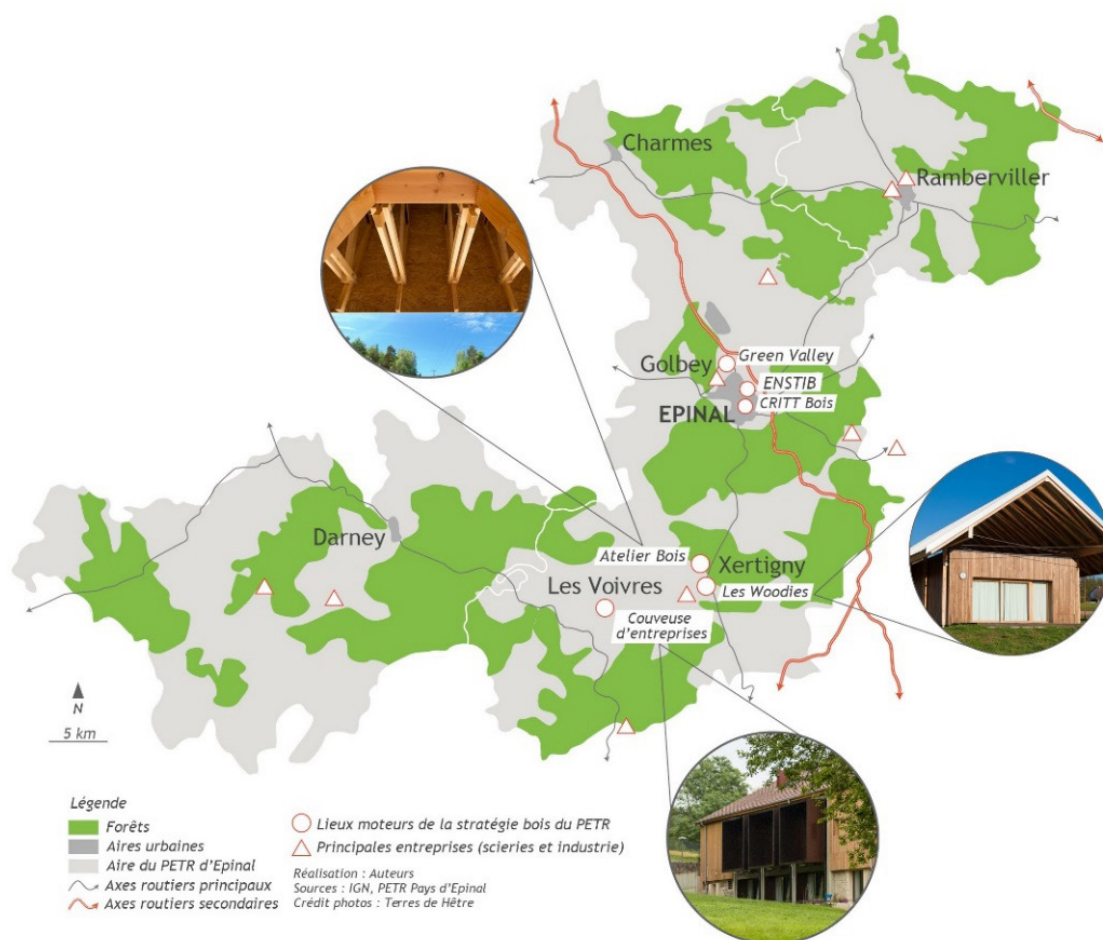 Charmes
Ramberviller
Green Valley
Golbey
ENSTIB
CRITT Bois
EPINAL
Darney
Atelier Bois
Xertigny
Les Woodies
Les Voivres
Couveuse
d'entreprises
N
5 km
Légende
Forêts
Aires urbaines
Aire du PETR d'Epinal
Axes routiers principaux
Axes routiers secondaires
Lieux moteurs de la stratégie bois du PETR
Principales entreprises (scieries et industrie)
Réalisation : Auteurs
Sources : IGN, PETR Pays d'Epinal
Crédit photos : Terres de Hêtre